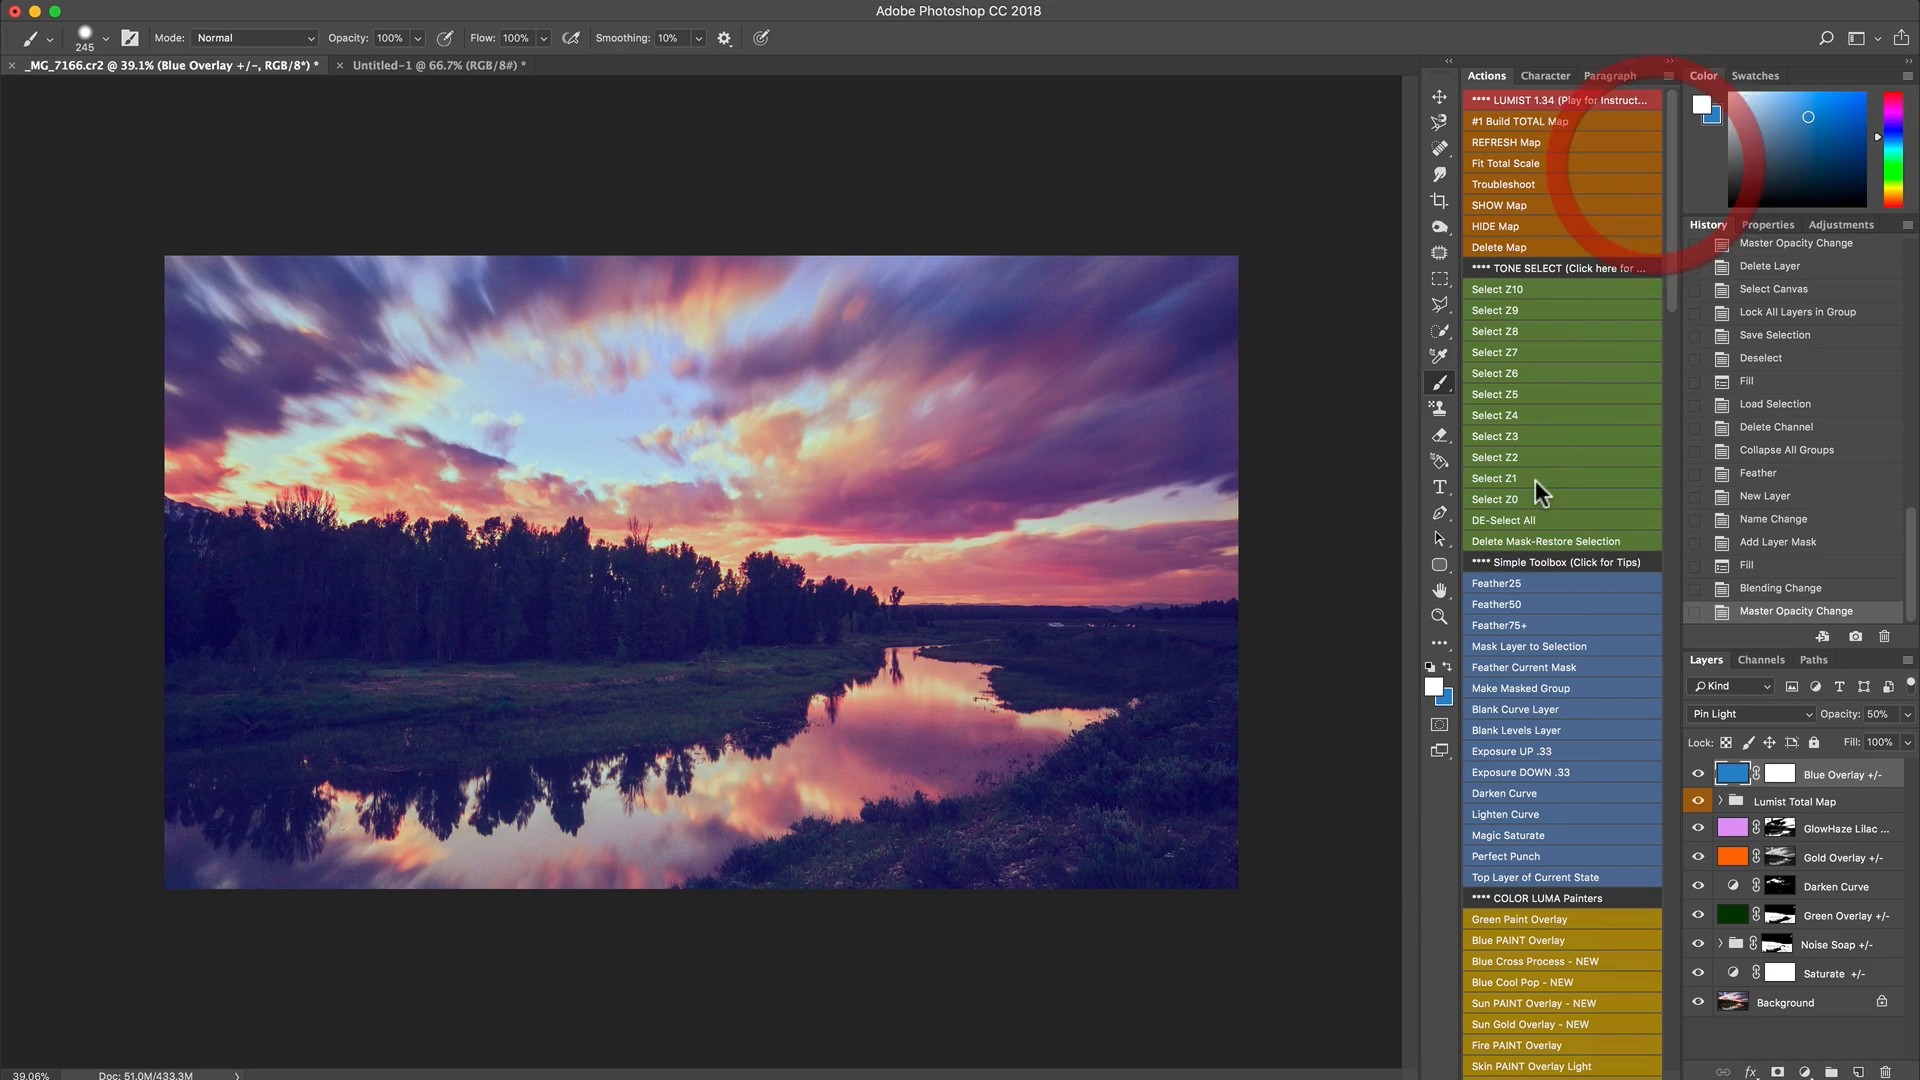 Adobe Photoshop CC 2018
245
Mode: Normal
Opacity: 100%
Flow: 100%
Smoothing: 10%
× _MG_7166.cr2 @ 39.1% (Blue Overlay +/-, RGB/8*) *
× Untitled-1 @ 66.7% (RGB/8#) *
Actions Character Paragraph
**** LUMIST 1.34 (Play for Instruct...
#1 Build TOTAL Map
REFRESH Map
Fit Total Scale
Troubleshoot
SHOW Map
HIDE Map
Delete Map
**** TONE SELECT (Click here for ...
Select Z10
Select Z9
Select Z8
Select Z7
Select Z6
Select Z5
Select Z4
Select Z3
Select Z2
Select Z1
Select Z0
DE-Select All
Delete Mask-Restore Selection
**** Simple Toolbox (Click for Tips)
Feather25
Feather50
Feather75+
Mask Layer to Selection
Feather Current Mask
Make Masked Group
Blank Curve Layer
Blank Levels Layer
Exposure UP .33
Exposure DOWN .33
Darken Curve
Lighten Curve
Magic Saturate
Perfect Punch
Top Layer of Current State
**** COLOR LUMA Painters
Green Paint Overlay
Blue PAINT Overlay
Blue Cross Process - NEW
Blue Cool Pop - NEW
Sun PAINT Overlay - NEW
Sun Gold Overlay - NEW
Fire PAINT Overlay
Skin PAINT Overlay Light
Color Swatches
History Properties Adjustments
Master Opacity Change
Delete Layer
Select Canvas
Lock All Layers in Group
Save Selection
Deselect
Fill
Load Selection
Delete Channel
Collapse All Groups
Feather
New Layer
Name Change
Add Layer Mask
Fill
Blending Change
Master Opacity Change
Layers Channels Paths
Kind
Pin Light Opacity: 50%
Lock: Fill: 100%
Blue Overlay +/-
Lumist Total Map
GlowHaze Lilac ...
Gold Overlay +/-
Darken Curve
Green Overlay +/-
Noise Soap +/-
Saturate +/-
Background
fx
39.06% Doc: 51.0M/433.3M